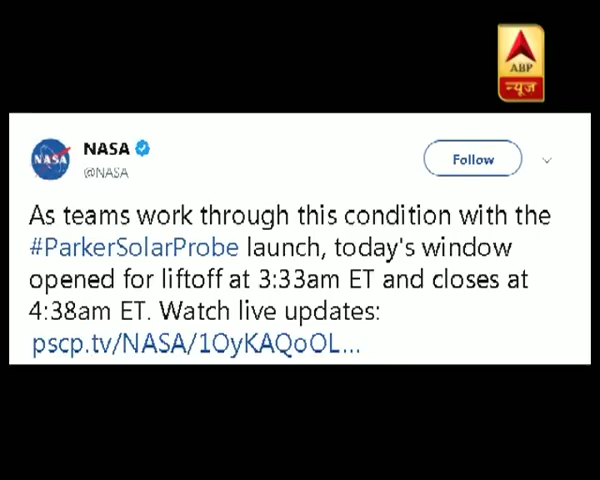 ABP
न्यूज़
NASA
NASA
@NASA
Follow
As teams work through this condition with the
#ParkerSolarProbe launch, today's window
opened for liftoff at 3:33am ET and closes at
4:38am ET. Watch live updates:
pscp.tv/NASA/1OyKAQoOL...